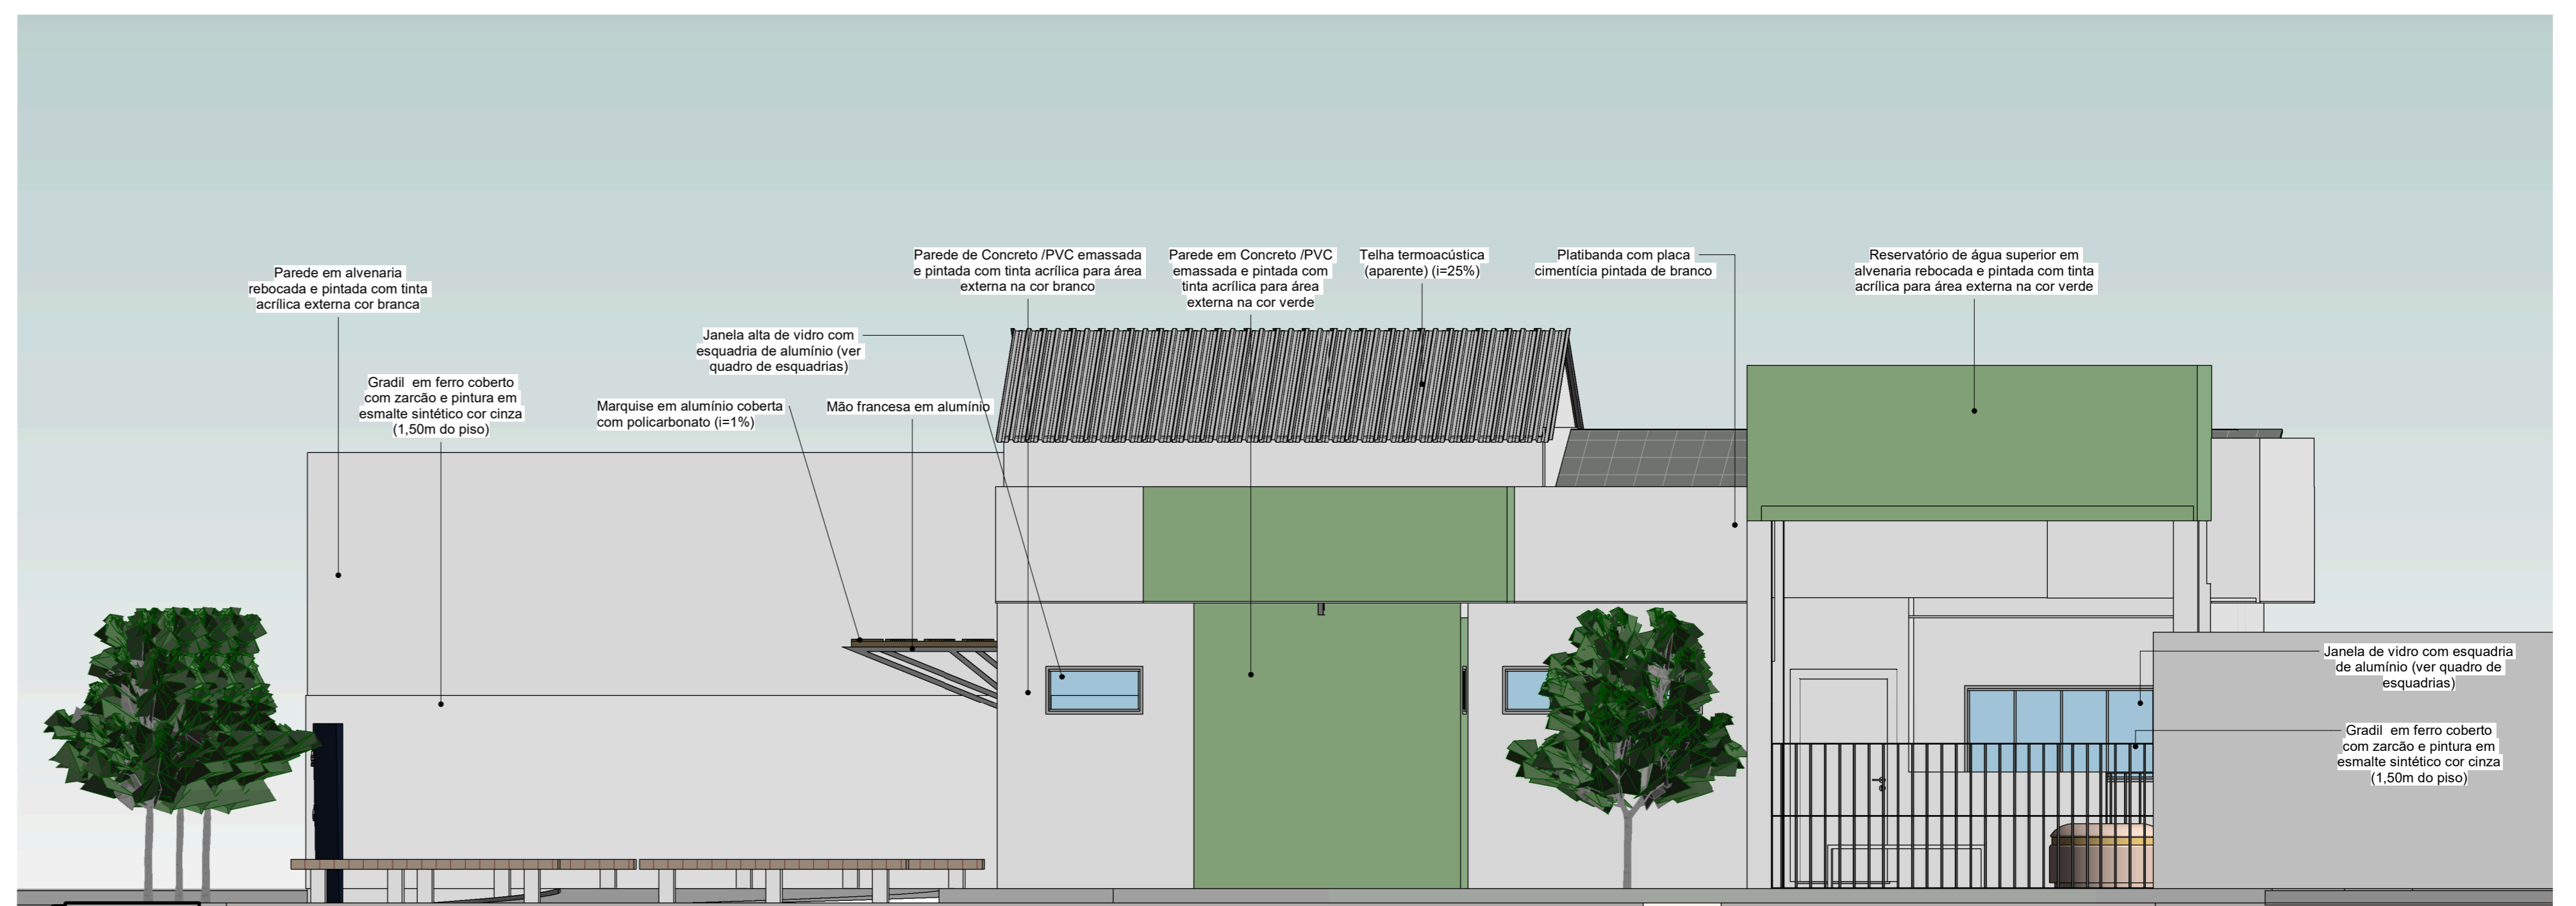 Parede em alvenaria
rebocada e pintada com tinta
acrílica externa cor branca
Gradil em ferro coberto
com zarcão e pintura em
esmalte sintético cor cinza
(1,50m do piso)
Marquise em alumínio coberta
com policarbonato (i=1%)
Janela alta de vidro com
esquadria de alumínio (ver
quadro de esquadrias)
Mão francesa em alumínio
Parede de Concreto /PVC emassada
e pintada com tinta acrílica para área
externa na cor branco
Parede em Concreto /PVC
emassada e pintada com
tinta acrílica para área
externa na cor verde
Telha termoacústica
(aparente) (i=25%)
Platibanda com placa
cimentícia pintada de branco
Reservatório de água superior em
alvenaria rebocada e pintada com tinta
acrílica para área externa na cor verde
Janela de vidro com esquadria
de alumínio (ver quadro de
esquadrias)
Gradil em ferro coberto
com zarcão e pintura em
esmalte sintético cor cinza
(1,50m do piso)